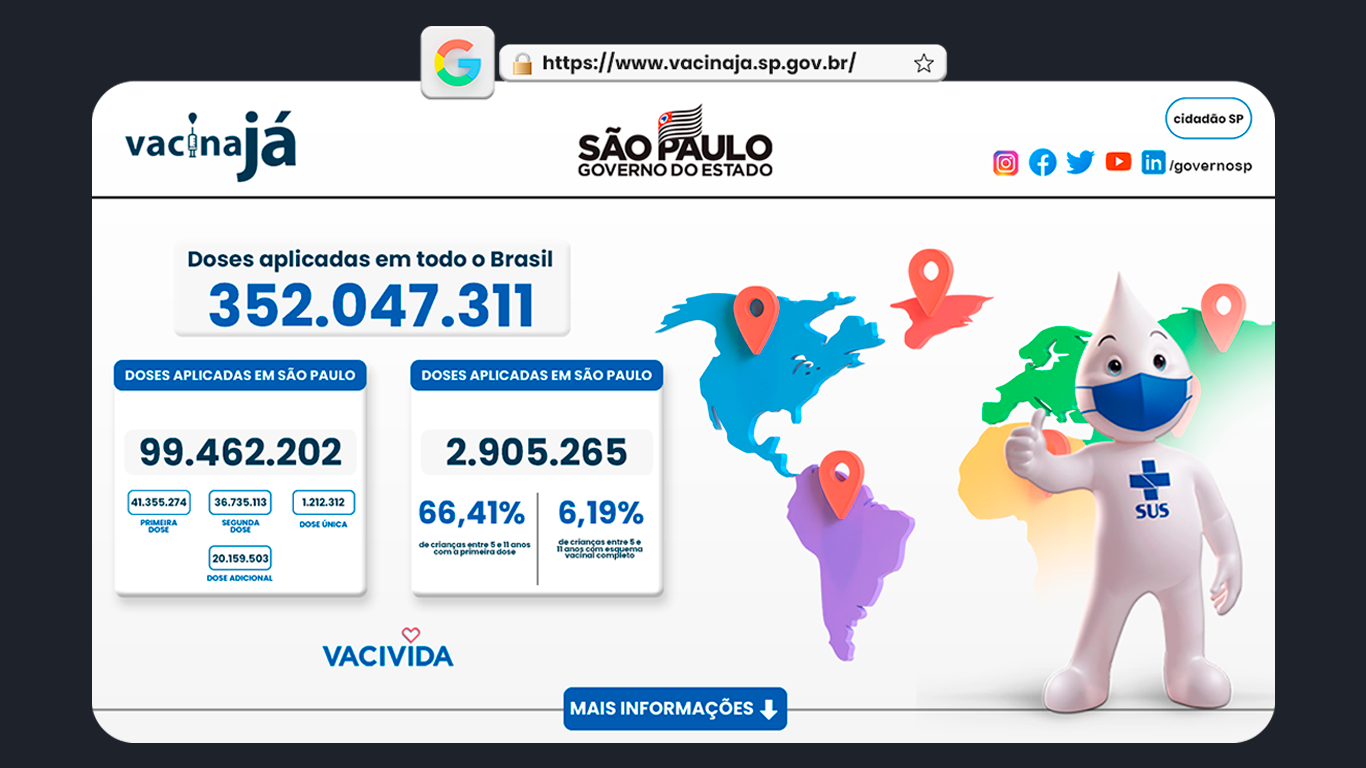 https://www.vacinaja.sp.gov.br/
vacinajá
SÃO PAULO
GOVERNO DO ESTADO
cidadão SP
/governosp
Doses aplicadas em todo o Brasil
352.047.311
DOSES APLICADAS EM SÃO PAULO
99.462.202
41.355.274
PRIMEIRA
DOSE
36.735.113
SEGUNDA
DOSE
1.212.312
DOSE ÚNICA
20.159.503
DOSE ADICIONAL
DOSES APLICADAS EM SÃO PAULO
2.905.265
66,41%
de crianças entre 5 e 11 anos
com a primeira dose
6,19%
de crianças entre 5 e
11 anos com esquema
vacinal completo
SUS
VACIVIDA
MAIS INFORMAÇÕES